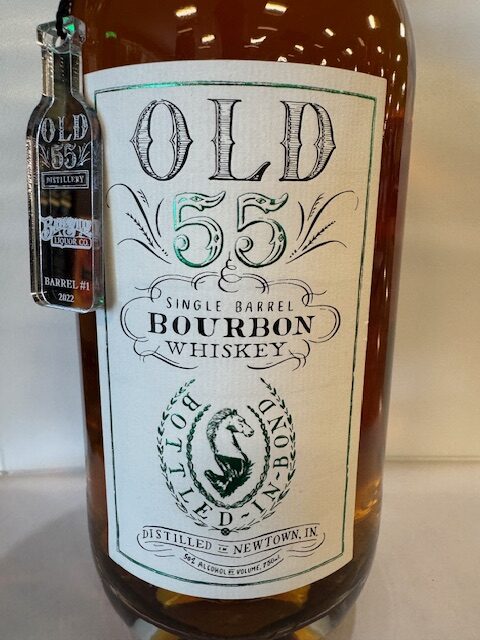 OLD
55
SINGLE BARREL
BOURBON
WHISKEY
BOTTLED-IN-BOND
DISTILLED IN NEWTOWN, IN.
50% ALCOHOL BY VOLUME, 750ml
OLD
55
DISTILLERY
LIQUOR CO.
BARREL #1
2022